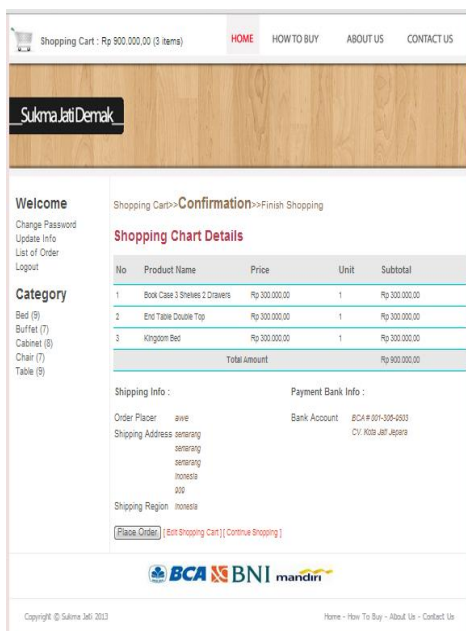 Shopping Cart : Rp 900.000,00 (3 items) HOME HOW TO BUY ABOUT US CONTACT US
__Sukma Jati Demak__
Welcome
Change Password
Update Info
List of Order
Logout
Category
Bed (9)
Buffet (7)
Cabinet (8)
Chair (7)
Table (9)
Shopping Cart>>Confirmation>>Finish Shopping
Shopping Chart Details
No Product Name Price Unit Subtotal
1 Book Case 3 Shelves 2 Drawers Rp 300.000,00 1 Rp 300.000,00
2 End Table Double Top Rp 300.000,00 1 Rp 300.000,00
3 Kingdom Bed Rp 300.000,00 1 Rp 300.000,00
Total Amount Rp 900.000,00
Shipping Info :
Order Placer awe
Shipping Address semarang
semarang
semarang
Inonesia
Shipping Region Inonesia
Payment Bank Info :
Bank Account BCA # 001-305-0503
CV. Kota Jati Jepara
Place Order [ Edit Shopping Cart ] [ Continue Shopping ]
BCA BNI mandiri
Copyright © Sukma Jati 2013 Home - How To Buy - About Us - Contact Us